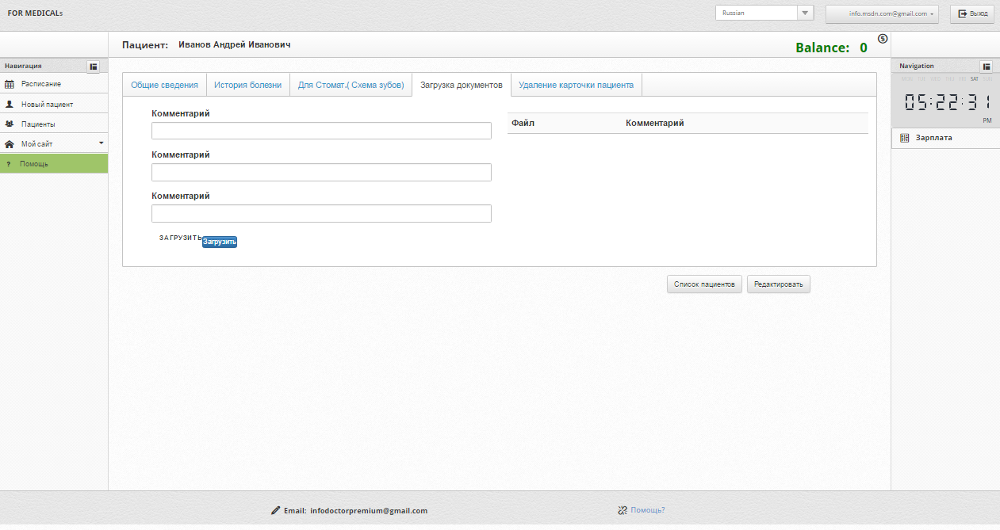 FOR MEDICALs
Russian
info.msdn.com@gmail.com
Выход
Пациент: Иванов Андрей Иванович
Balance: 0
Навигация
Расписание
Новый пациент
Пациенты
Мой сайт
? Помощь
Общие сведения
История болезни
Для Стомат.( Схема зубов)
Загрузка документов
Удаление карточки пациента
Комментарий
Комментарий
Комментарий
ЗАГРУЗИТЬ Загрузить
Файл Комментарий
Список пациентов
Редактировать
Navigation
MON TUE WED THU FRI SAT SUN
05:22:31
PM
Зарплата
Email: infodoctorpremium@gmail.com
Помощь?